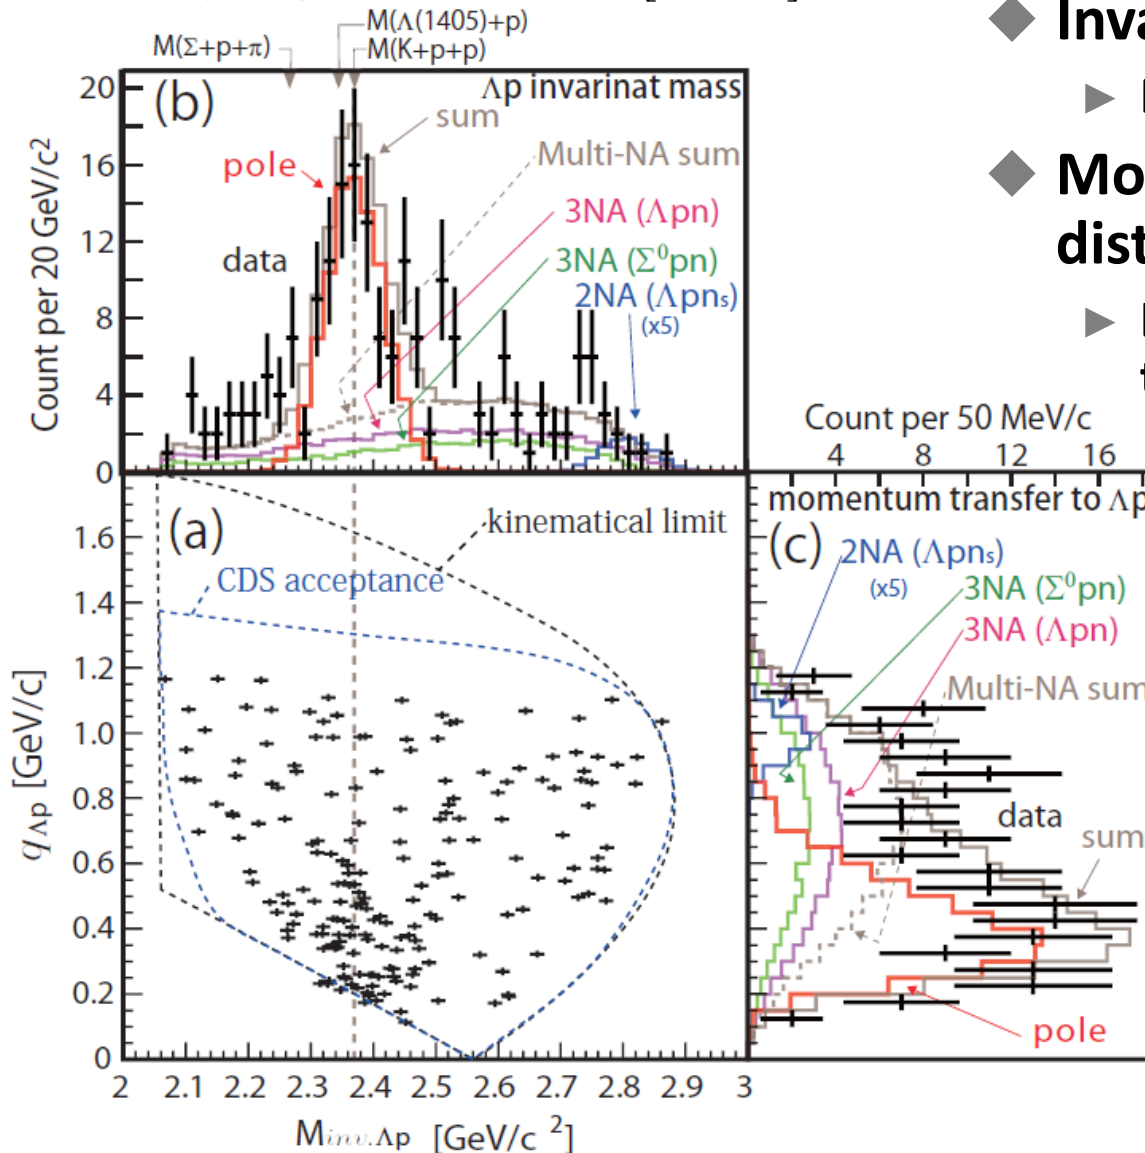 M(Λ(1405)+p)
M(Σ+p+π)
M(K+p+p)
(b)
Λp invarinat mass
sum
Multi-NA sum
pole
3NA (Λpn)
data
3NA (Σ⁰pn)
2NA (Λpnₛ)
(x5)
Count per 20 GeV/c²
20
16
12
8
4
0
Inva
Mo
dist
Count per 50 MeV/c
4 8 12 16
(a)
kinematical limit
CDS acceptance
q Λp [GeV/c]
1.6
1.4
1.2
1.0
0.8
0.6
0.4
0.2
0
2 2.1 2.2 2.3 2.4 2.5 2.6 2.7 2.8 2.9 3
M inv.Λp [GeV/c ²]
momentum transfer to Λp
(c)
2NA (Λpnₛ)
(x5)
3NA (Σ⁰pn)
3NA (Λpn)
Multi-NA sum
data
sum
pole